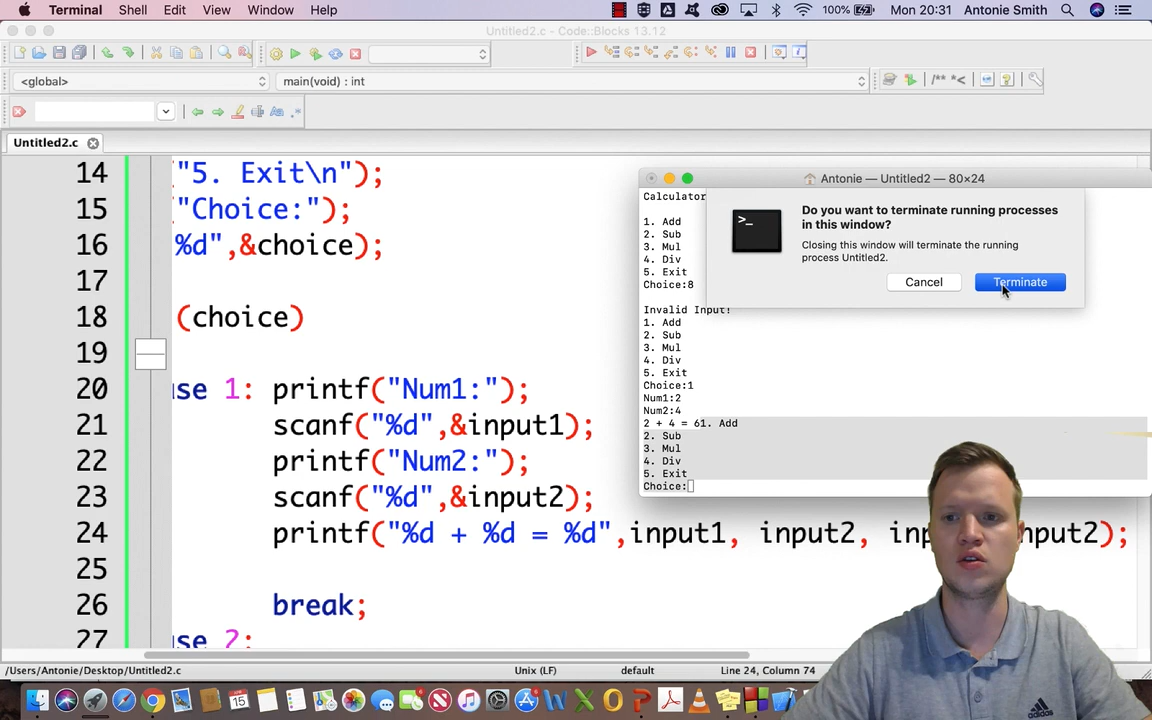 Terminal Shell Edit View Window Help 100% Mon 20:31 Antonie Smith
Untitled2.c - Code::Blocks 13.12
<global> main(void) : int
/** *<
Untitled2.c
14 ("5. Exit\n");
15 ("Choice:");
16 %d",&choice);
17
18 (choice)
19
20 se 1: printf("Num1:");
21 scanf("%d",&input1);
22 printf("Num2:");
23 scanf("%d",&input2);
24 printf("%d + %d = %d",input1, input2, inp nput2);
25
26 break;
27 se 2:
Antonie — Untitled2 — 80×24
Calculator
1. Add
2. Sub
3. Mul
4. Div
5. Exit
Choice:8
Invalid Input!
1. Add
2. Sub
3. Mul
4. Div
5. Exit
Choice:1
Num1:2
Num2:4
2 + 4 = 61. Add
2. Sub
3. Mul
4. Div
5. Exit
Choice:
Do you want to terminate running processes
in this window?
Closing this window will terminate the running
process Untitled2.
Cancel Terminate
/Users/Antonie/Desktop/Untitled2.c Unix (LF) default Line 24, Column 74
adidas